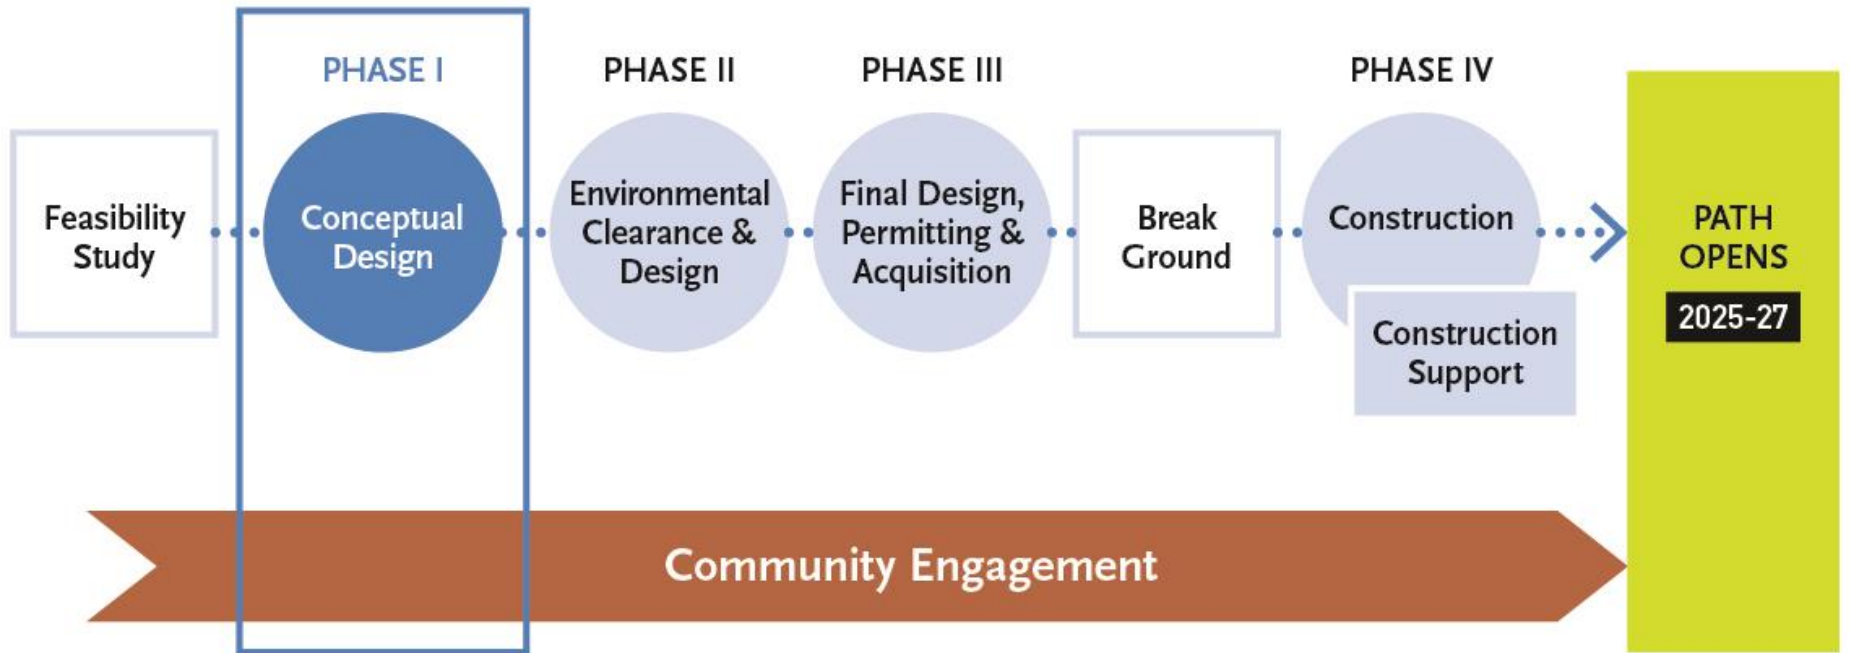 PHASE I
PHASE II
PHASE III
PHASE IV
Feasibility
Study
Conceptual
Design
Environmental
Clearance &
Design
Final Design,
Permitting &
Acquisition
Break
Ground
Construction
Construction
Support
PATH
OPENS
2025-27
Community Engagement